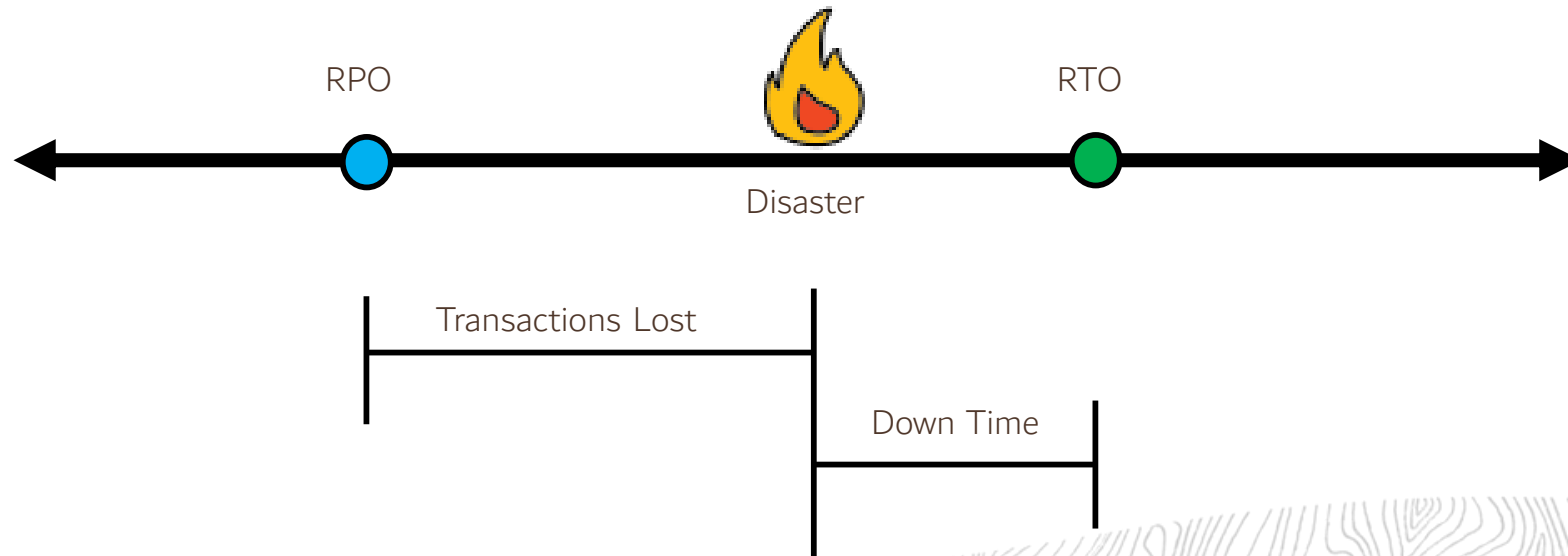 RPO
RTO
Disaster
Transactions Lost
Down Time